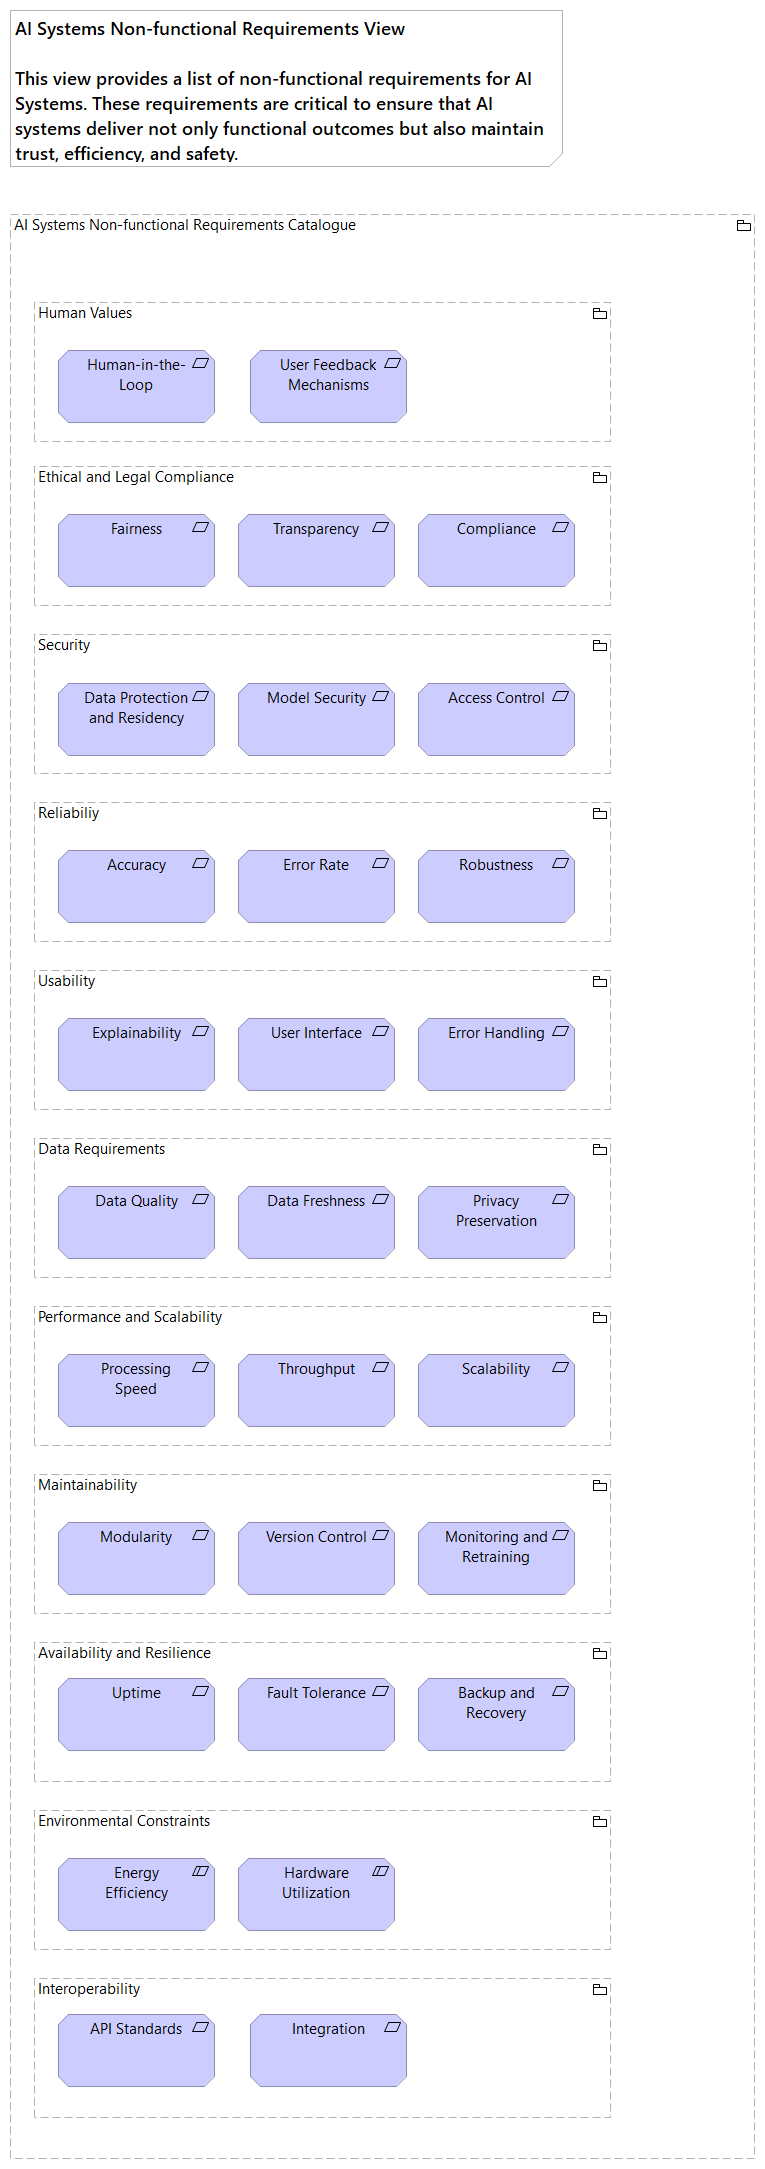 AI Systems Non-functional Requirements View
This view provides a list of non-functional requirements for AI
Systems. These requirements are critical to ensure that AI
systems deliver not only functional outcomes but also maintain
trust, efficiency, and safety.
AI Systems Non-functional Requirements Catalogue
Human Values
Human-in-the-
Loop
User Feedback
Mechanisms
Ethical and Legal Compliance
Fairness
Transparency
Compliance
Security
Data Protection
and Residency
Model Security
Access Control
Reliabiliy
Accuracy
Error Rate
Robustness
Usability
Explainability
User Interface
Error Handling
Data Requirements
Data Quality
Data Freshness
Privacy
Preservation
Performance and Scalability
Processing
Speed
Throughput
Scalability
Maintainability
Modularity
Version Control
Monitoring and
Retraining
Availability and Resilience
Uptime
Fault Tolerance
Backup and
Recovery
Environmental Constraints
Energy
Efficiency
Hardware
Utilization
Interoperability
API Standards
Integration